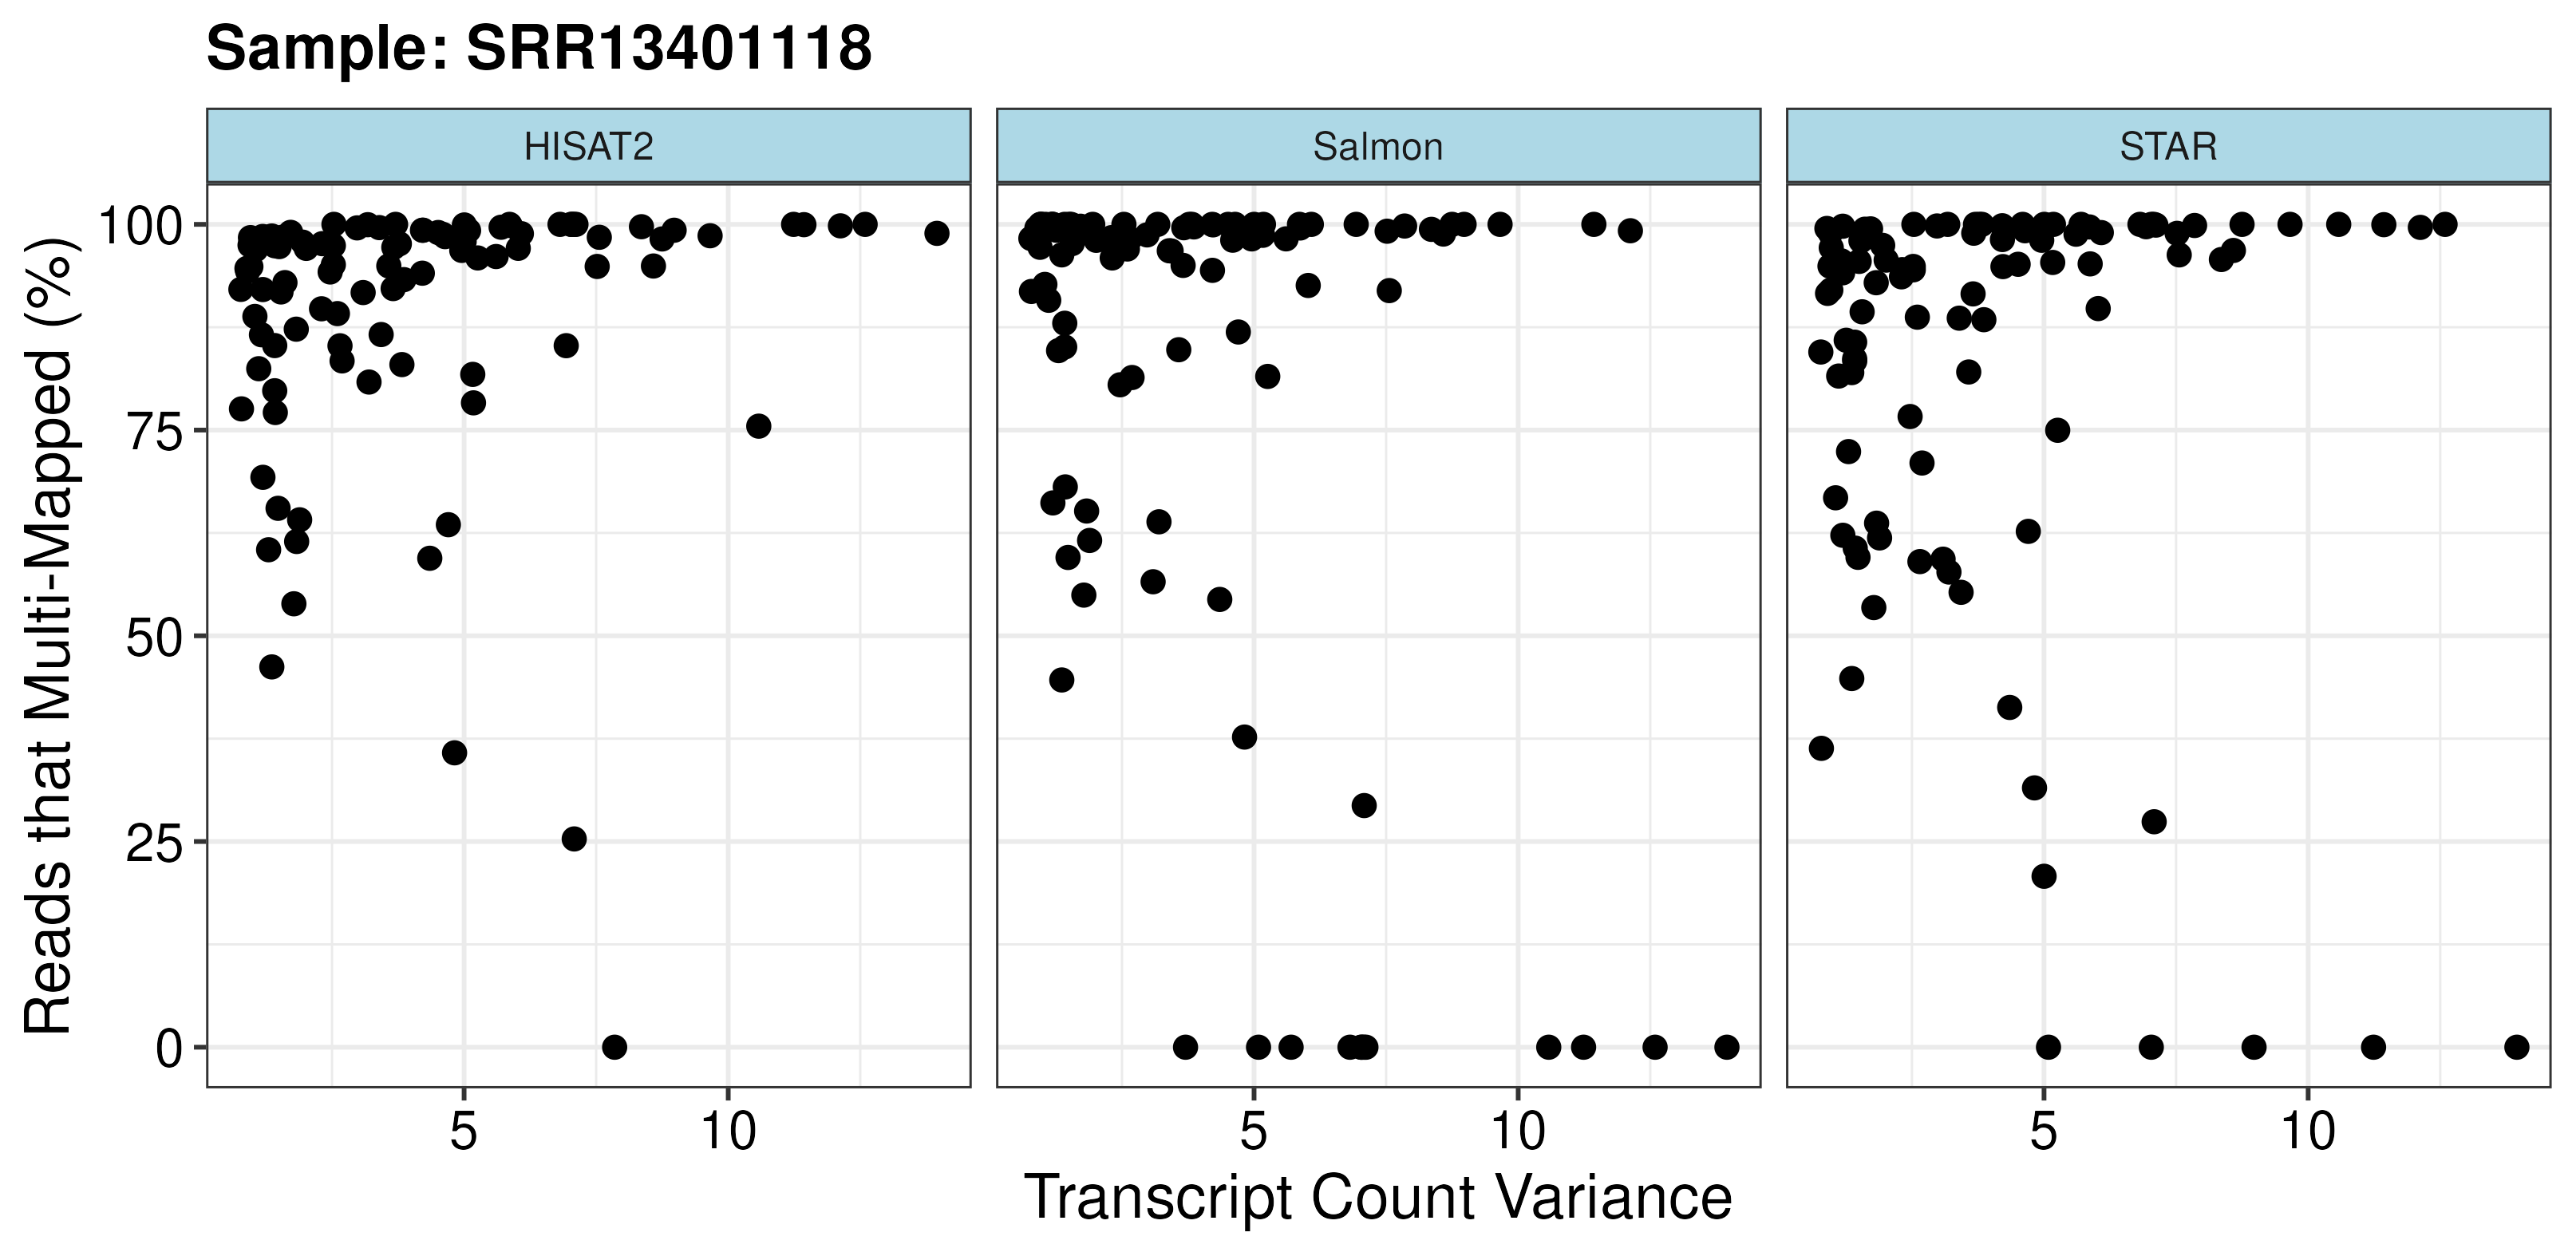 Sample: SRR13401118
HISAT2
Salmon
STAR
Reads that Multi-Mapped (%)
100
75
50
25
0
5
10
5
10
5
10
Transcript Count Variance